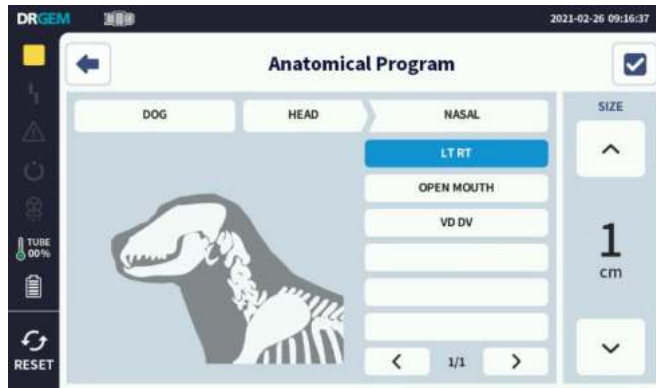 DRGEM
2021-02-26 09:16:37
Anatomical Program
DOG
HEAD
NASAL
SIZE
LT RT
OPEN MOUTH
VD DV
1
cm
TUBE
00%
1/1
RESET